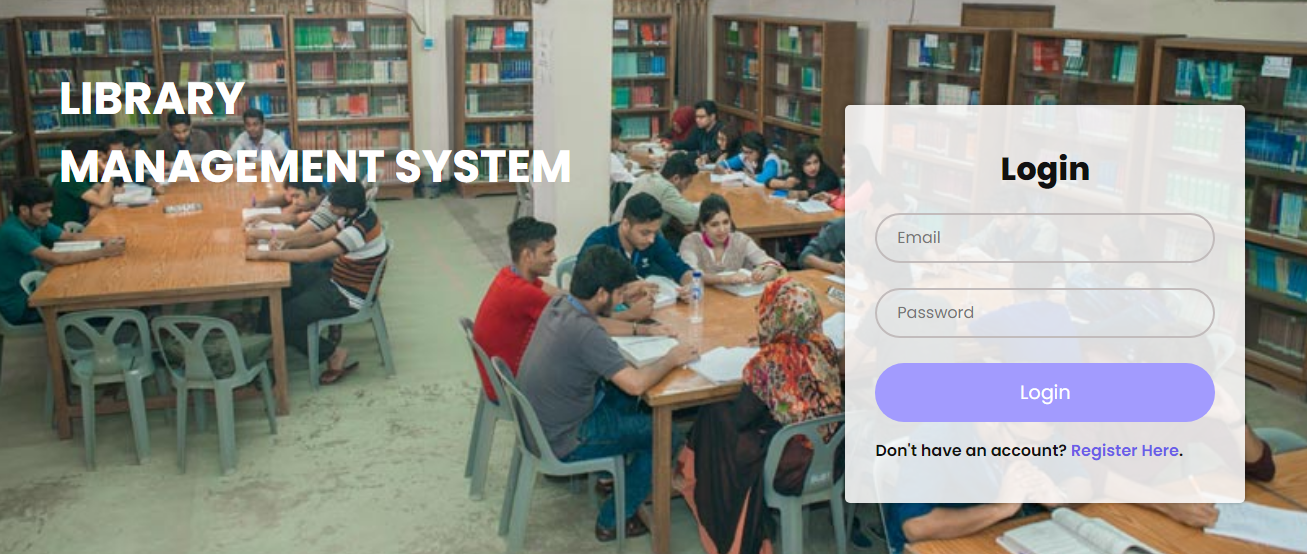 LIBRARY
MANAGEMENT SYSTEM
Login
Email
Password
Login
Don't have an account? Register Here.